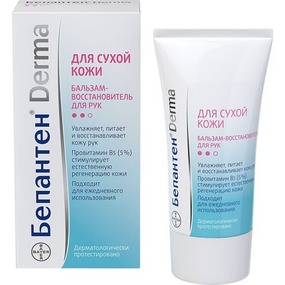 Бепантен® Derma
ДЛЯ СУХОЙ
КОЖИ
БАЛЬЗАМ-
ВОССТАНОВИТЕЛЬ
ДЛЯ РУК
Увлажняет, питает
и восстанавливает
кожу рук
Провитамин B5 (5%)
стимулирует
естественную
регенерацию кожи
Подходит
для ежедневного
использования
Дерматологически
протестировано
BAYER
Бепантен® Derma
ДЛЯ СУХОЙ
КОЖИ
БАЛЬЗАМ-ВОССТАНОВИТЕЛЬ
ДЛЯ РУК
Увлажняет, питает
и восстанавливает кожу рук
Провитамин B5 (5%)
стимулирует естественную
регенерацию кожи
Подходит
для ежедневного
использования
Дерматологически
протестировано